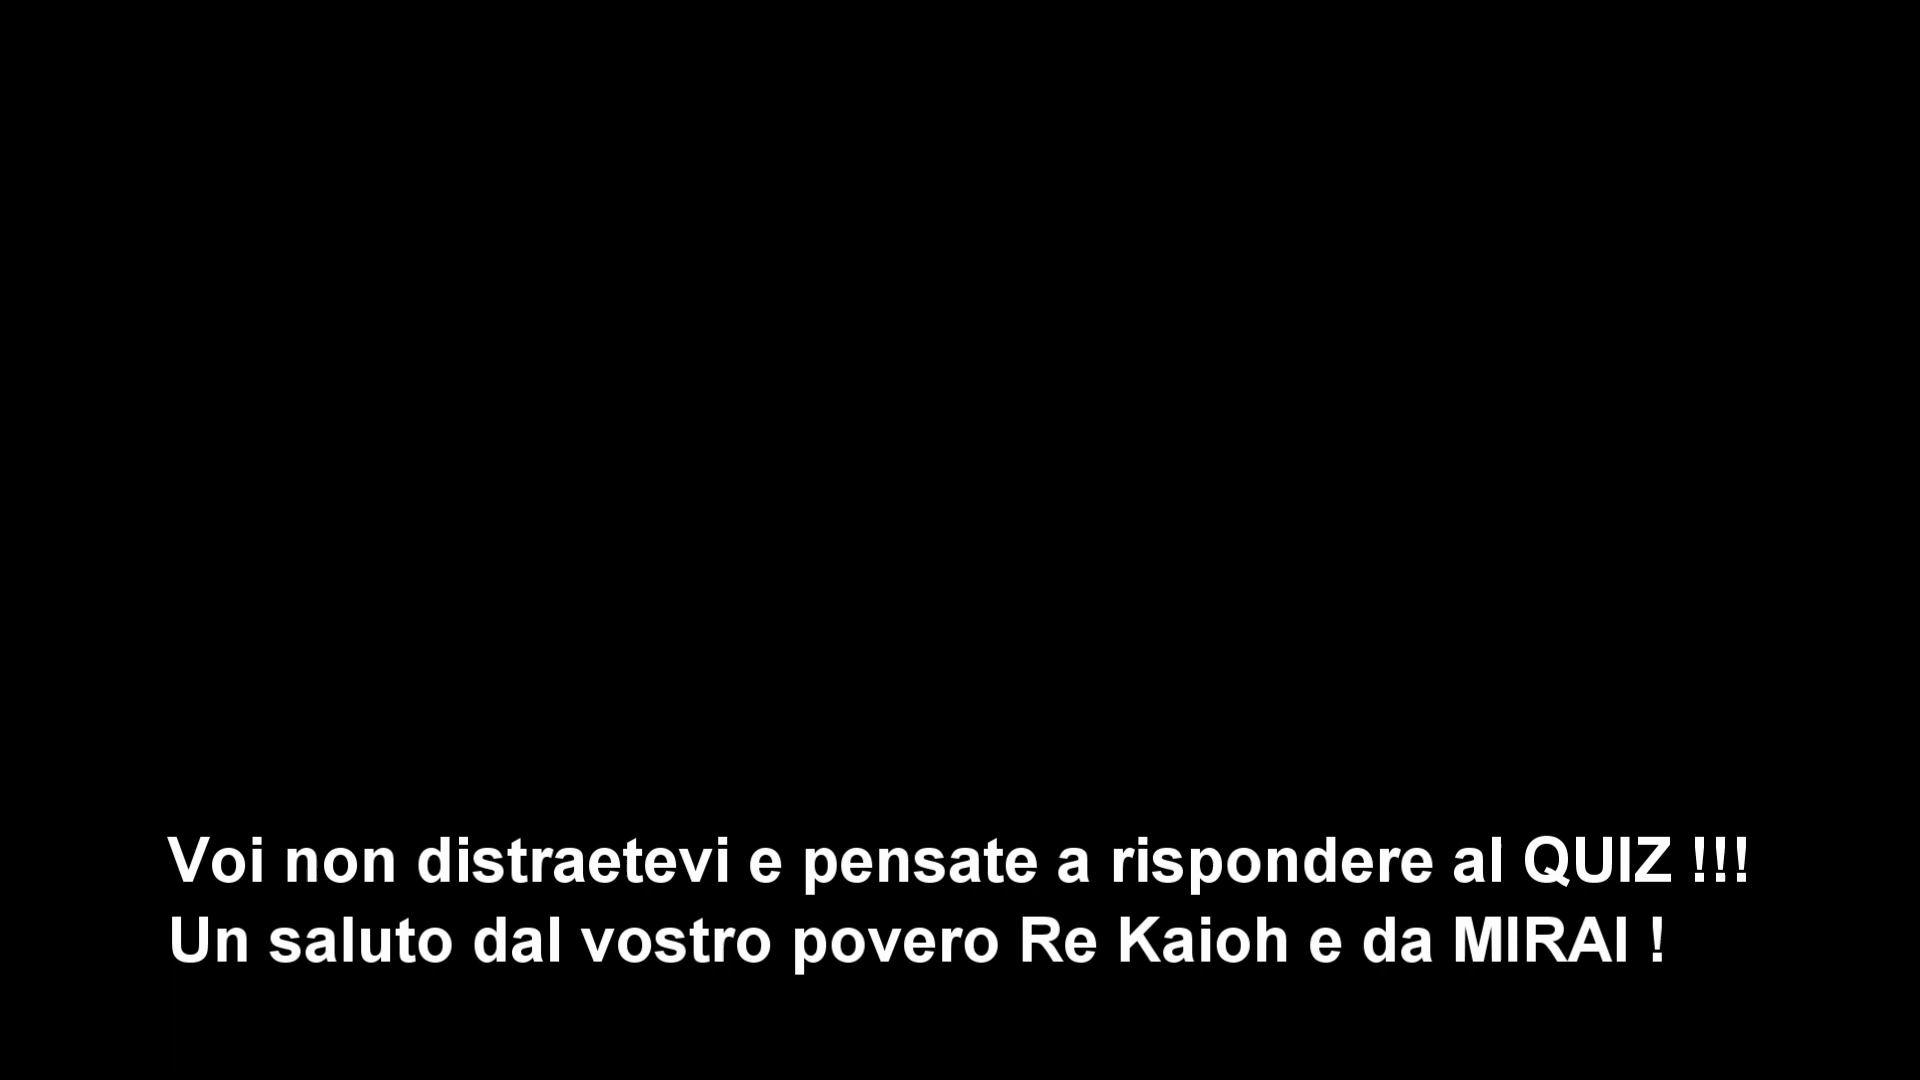 Voi non distraetevi e pensate a rispondere al QUIZ !!!
Un saluto dal vostro povero Re Kaioh e da MIRAI !